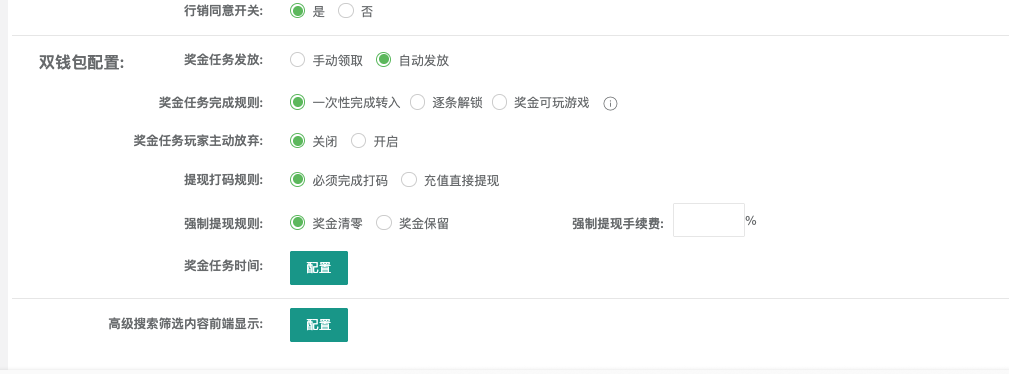 行销同意开关: 是 否
双钱包配置: 奖金任务发放: 手动领取 自动发放
奖金任务完成规则: 一次性完成转入 逐条解锁 奖金可玩游戏
奖金任务玩家主动放弃: 关闭 开启
提现打码规则: 必须完成打码 充值直接提现
强制提现规则: 奖金清零 奖金保留 强制提现手续费: %
奖金任务时间: 配置
高级搜索筛选内容前端显示: 配置